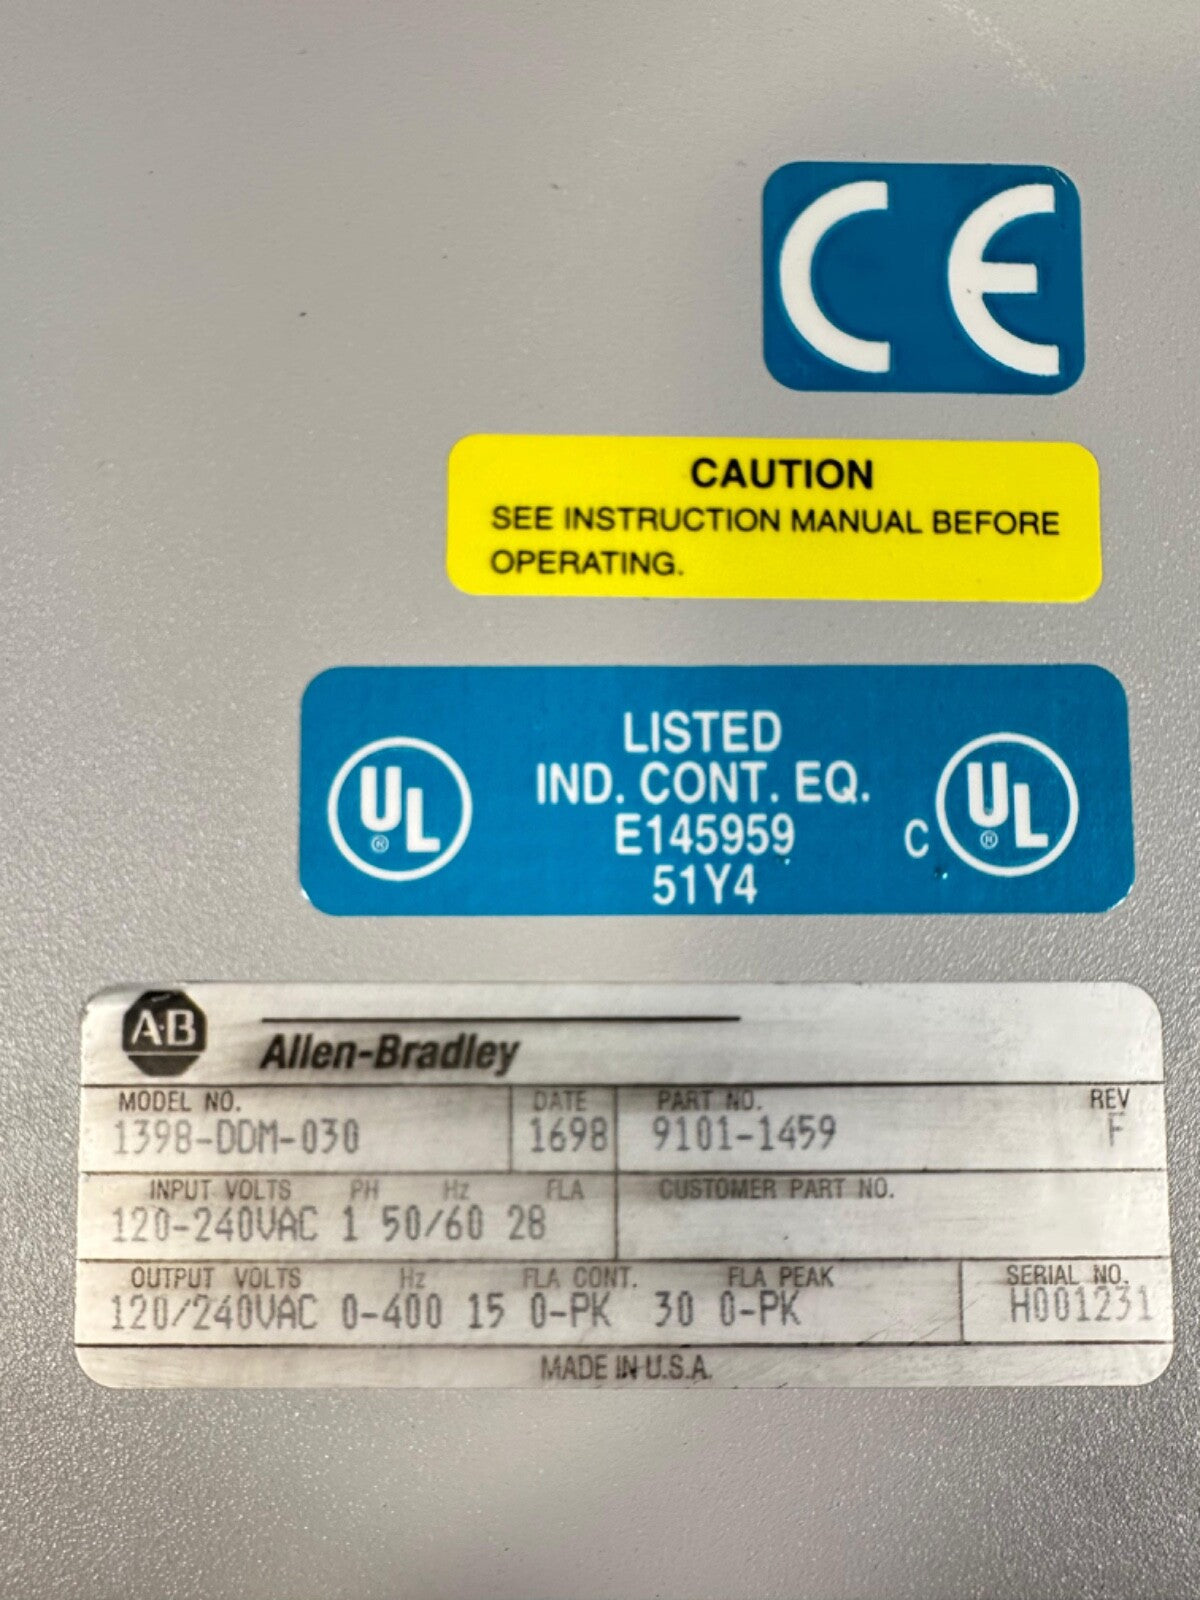 CE
CAUTION
SEE INSTRUCTION MANUAL BEFORE
OPERATING.
UL ® LISTED C UL ®
IND. CONT. EQ.
E145959
51Y4
A-B Allen-Bradley
MODEL NO. DATE PART NO. REV
1398-DDM-030 1698 9101-1459 F
INPUT VOLTS PH Hz FLA CUSTOMER PART NO.
120-240VAC 1 50/60 28
OUTPUT VOLTS Hz FLA CONT. FLA PEAK SERIAL NO.
120/240VAC 0-400 15 0-PK 30 0-PK H001231
MADE IN U.S.A.